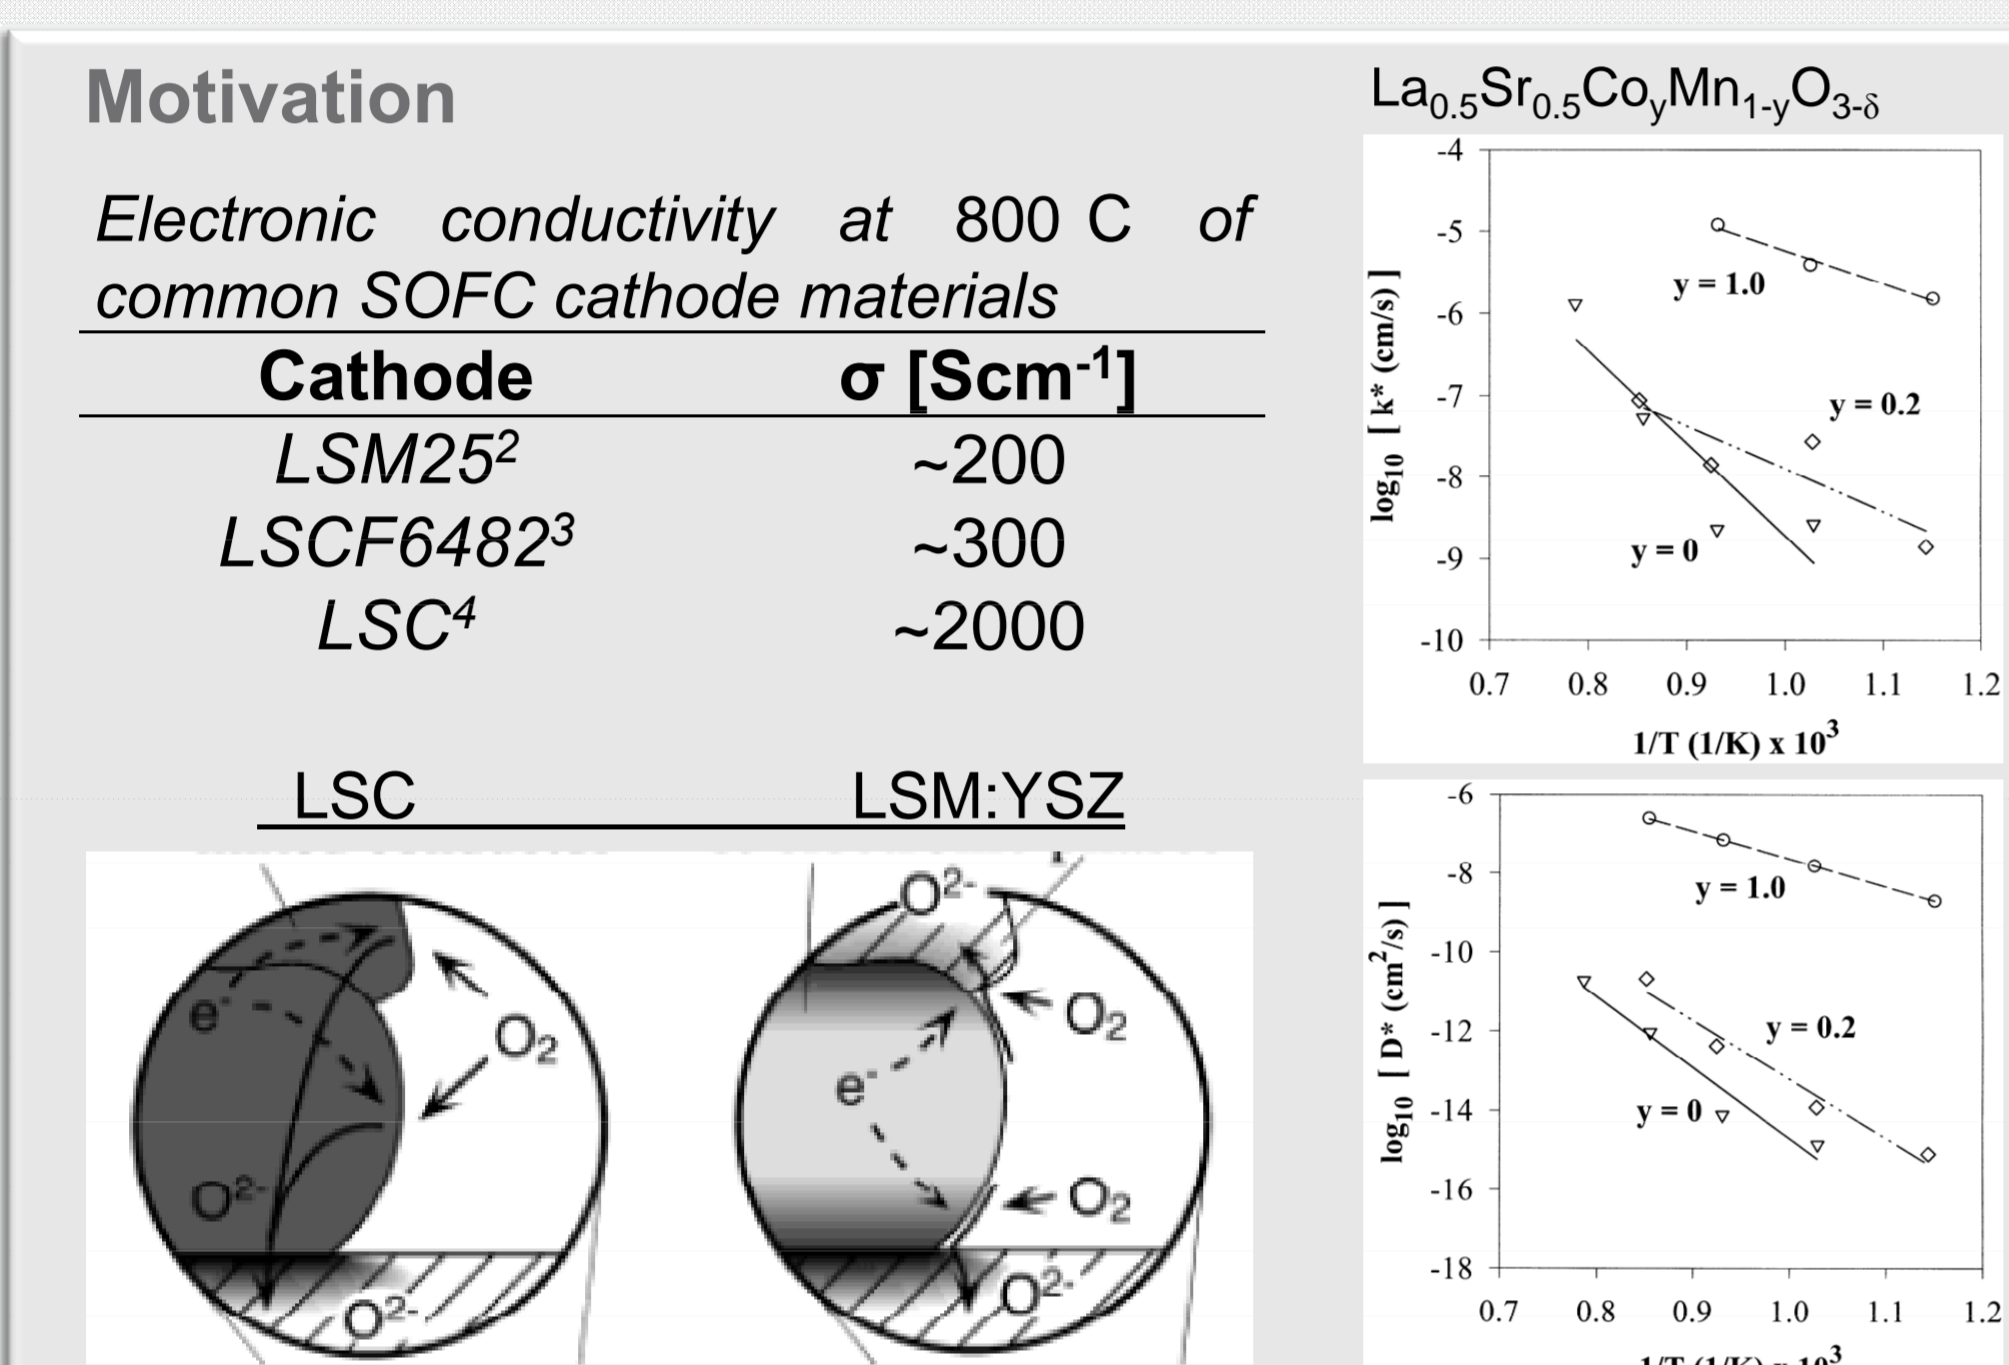 Motivation
Electronic conductivity at 800 C of
common SOFC cathode materials
Cathode σ [Scm⁻¹]
LSM25² ~200
LSCF6482³ ~300
LSC⁴ ~2000
LSC LSM:YSZ
e⁻
O₂
O²⁻
O²⁻
O²⁻
O₂
e⁻
O₂
O²⁻
La₀.₅Sr₀.₅CoyMn₁₋yO₃₋δ
log₁₀ [ k* (cm/s) ]
-4
-5
-6
-7
-8
-9
-10
y = 1.0
y = 0.2
y = 0
0.7 0.8 0.9 1.0 1.1 1.2
1/T (1/K) x 10³
log₁₀ [ D* (cm²/s) ]
-6
-8
-10
-12
-14
-16
-18
y = 1.0
y = 0.2
y = 0
0.7 0.8 0.9 1.0 1.1 1.2
1/T (1/K) x 10³